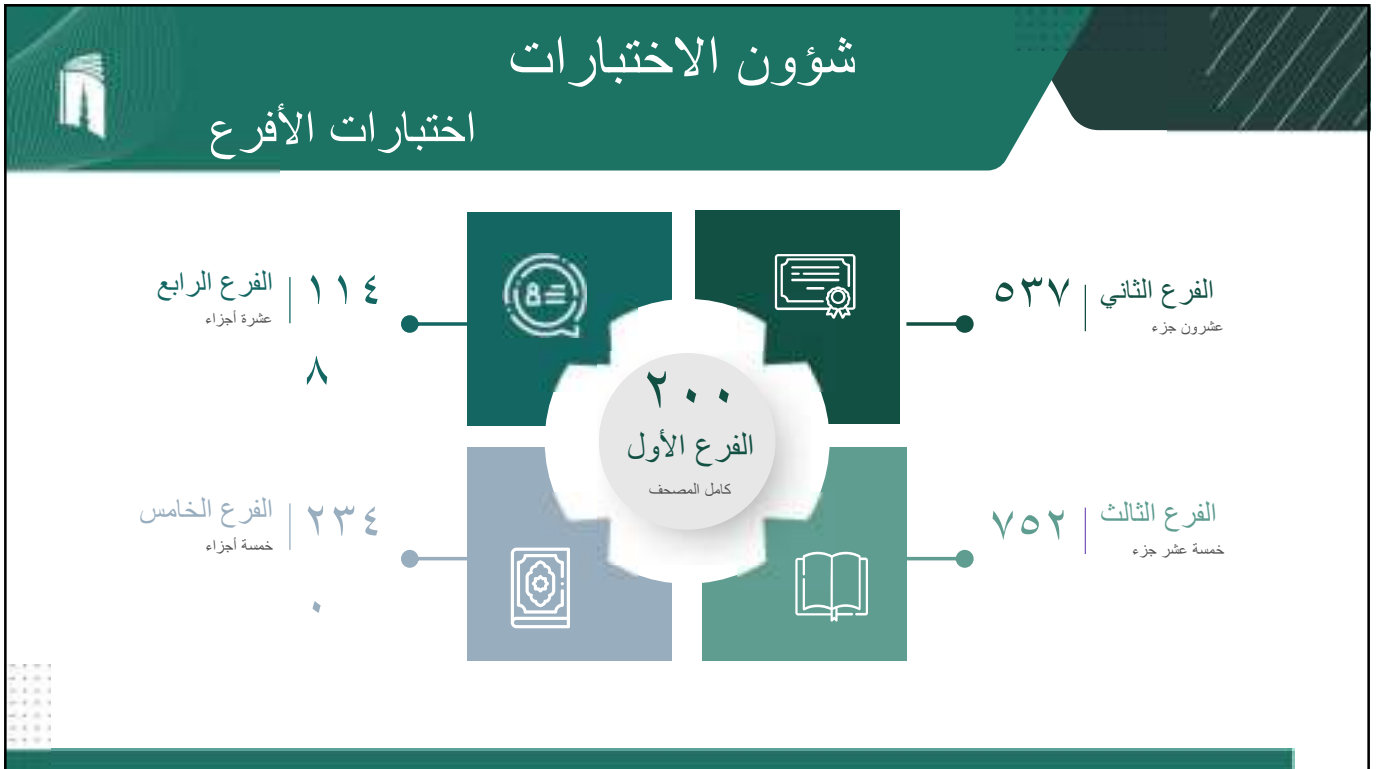 شؤون الاختبارات
اختبارات الأفرع
الفرع الثاني
عشرون جزء
٥٣٧
الفرع الرابع
عشرة أجزاء
١١٤
٨
٢٠٠
الفرع الأول
كامل المصحف
الفرع الثالث
خمسة عشر جزء
٧٥٢
الفرع الخامس
خمسة أجزاء
٢٣٤
٠